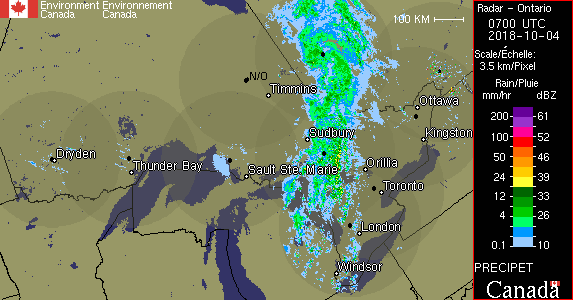 Environment Environnement
Canada Canada
100 KM
N/O
Timmins
Ottawa
Sudbury
Kingston
Dryden
Thunder Bay
Sault Ste. Marie
Orillia
Toronto
London
Windsor
Radar - Ontario
0700 UTC
2018-10-04
Scale/Échelle:
3.5 km/Pixel
Rain/Pluie
mm/hr dBZ
200 61
100 52
50 46
24 39
12 33
4 26
0.1 10
PRECIPET
Canada